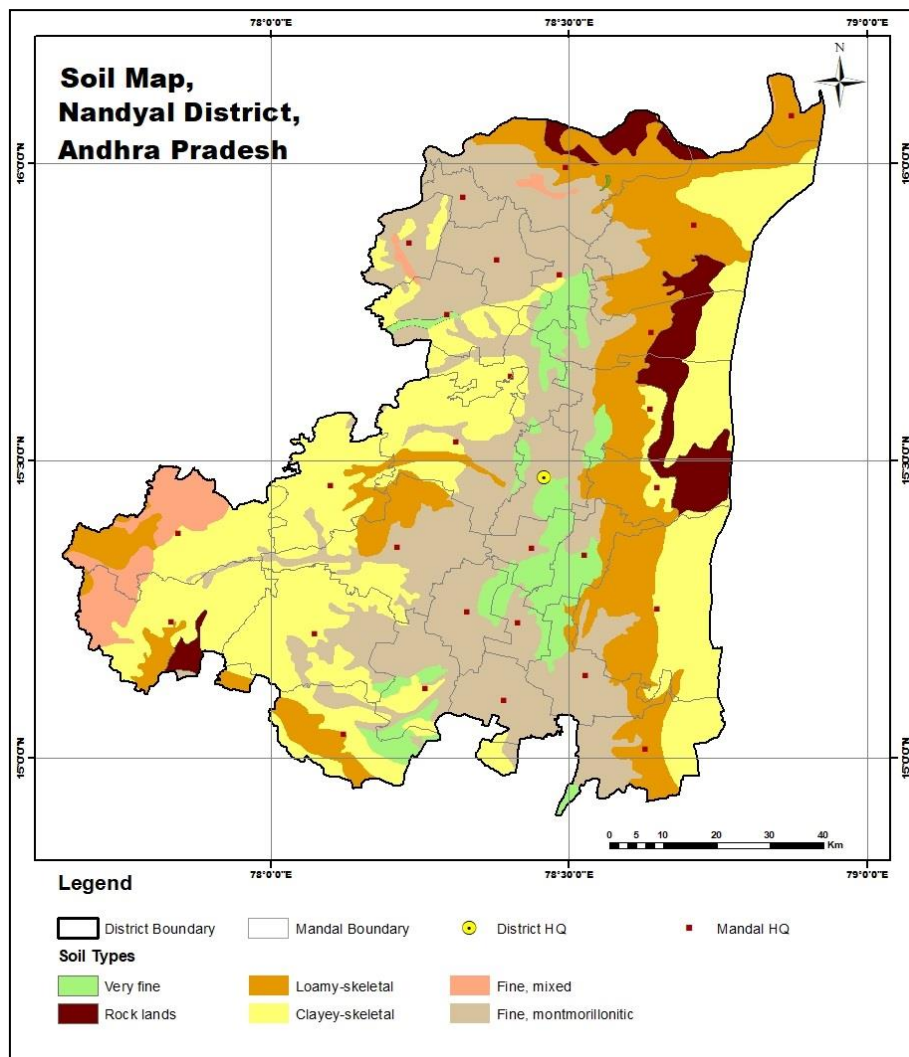 78°0'0"E 78°30'0"E 79°0'0"E
Soil Map,
Nandyal District,
Andhra Pradesh
N
16°0'0"N 16°0'0"N
15°30'0"N 15°30'0"N
15°0'0"N 15°0'0"N
0 5 10 20 30 40
Km
78°0'0"E 78°30'0"E 79°0'0"E
Legend
District Boundary Mandal Boundary District HQ Mandal HQ
Soil Types
Very fine Loamy-skeletal Fine, mixed
Rock lands Clayey-skeletal Fine, montmorillonitic